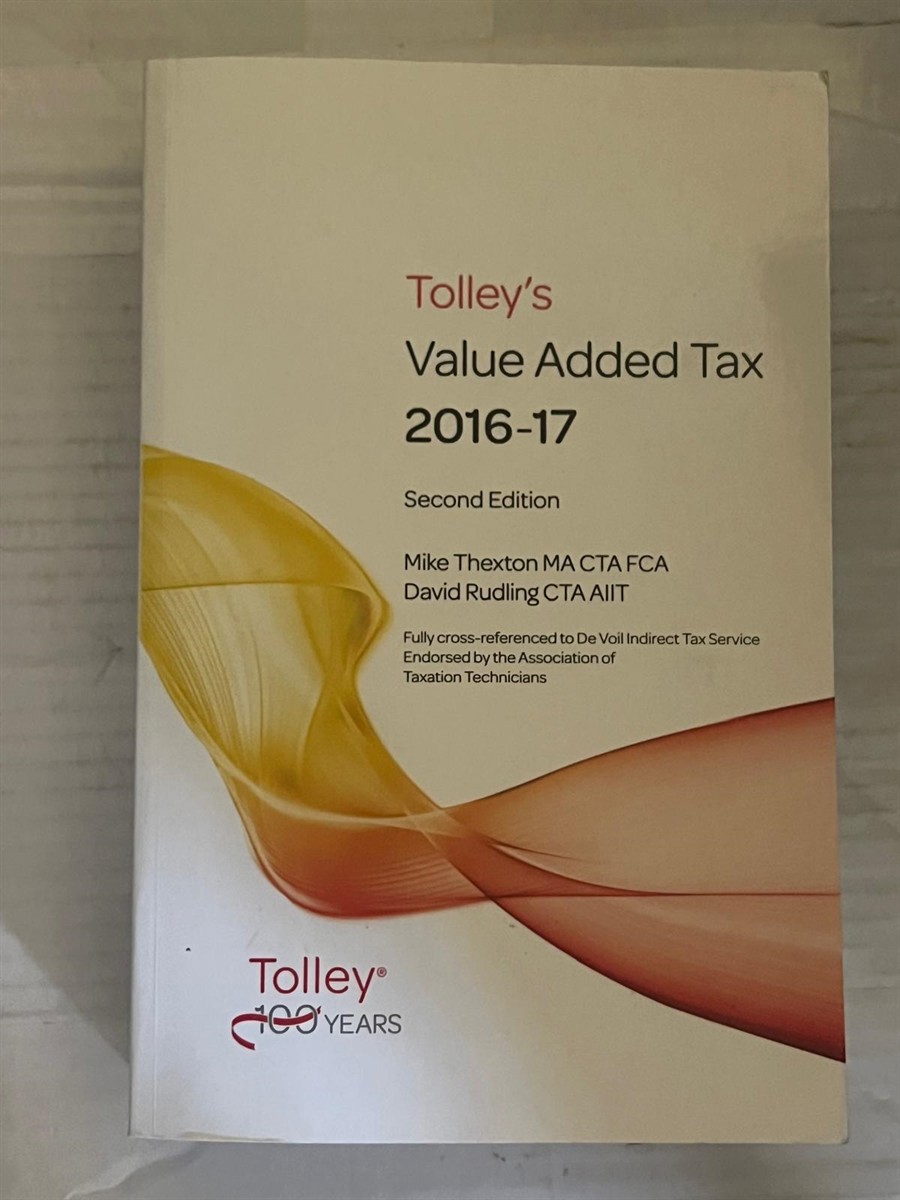 Tolley's
Value Added Tax
2016-17
Second Edition
Mike Thexton MA CTA FCA
David Rudling CTA AIIT
Fully cross-referenced to De Voil Indirect Tax Service
Endorsed by the Association of
Taxation Technicians
Tolley®
100 YEARS